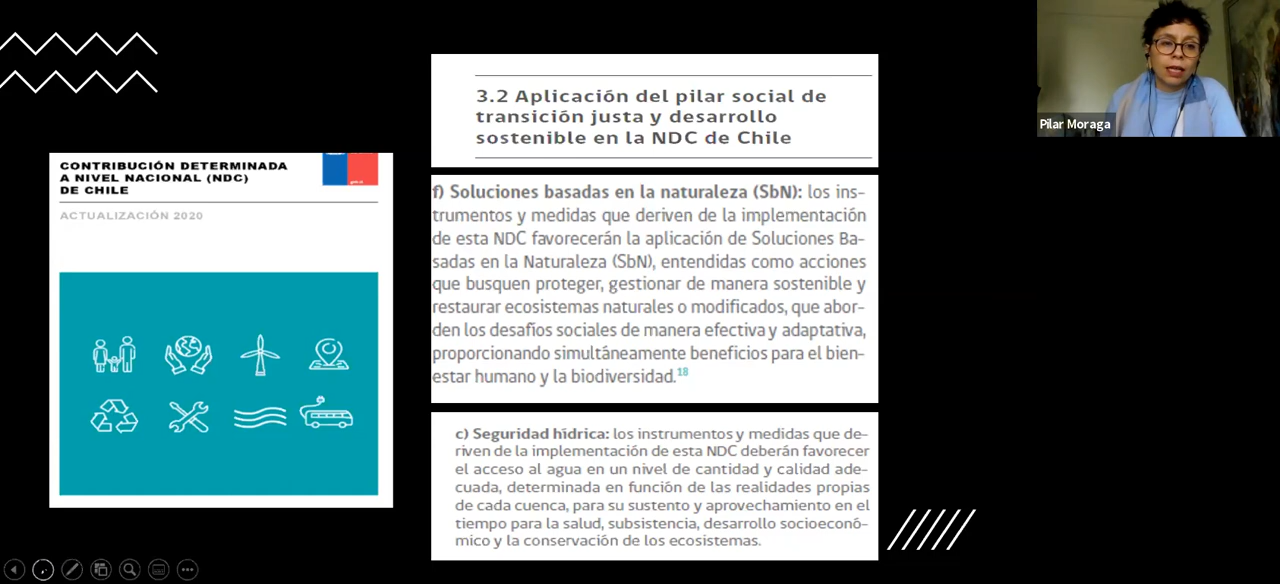 CONTRIBUCIÓN DETERMINADA
A NIVEL NACIONAL (NDC)
DE CHILE
ACTUALIZACIÓN 2020
3.2 Aplicación del pilar social de
transición justa y desarrollo
sostenible en la NDC de Chile
f) Soluciones basadas en la naturaleza (SbN): los ins-
trumentos y medidas que deriven de la implementación
de esta NDC favorecerán la aplicación de Soluciones Ba-
sadas en la Naturaleza (SbN), entendidas como acciones
que busquen proteger, gestionar de manera sostenible y
restaurar ecosistemas naturales o modificados, que abor-
den los desafíos sociales de manera efectiva y adaptativa,
proporcionando simultáneamente beneficios para el bien-
estar humano y la biodiversidad.18
c) Seguridad hídrica: los instrumentos y medidas que de-
riven de la implementación de esta NDC deberán favorecer
el acceso al agua en un nivel de cantidad y calidad ade-
cuada, determinada en función de las realidades propias
de cada cuenca, para su sustento y aprovechamiento en el
tiempo para la salud, subsistencia, desarrollo socioeconó-
mico y la conservación de los ecosistemas.
Pilar Moraga